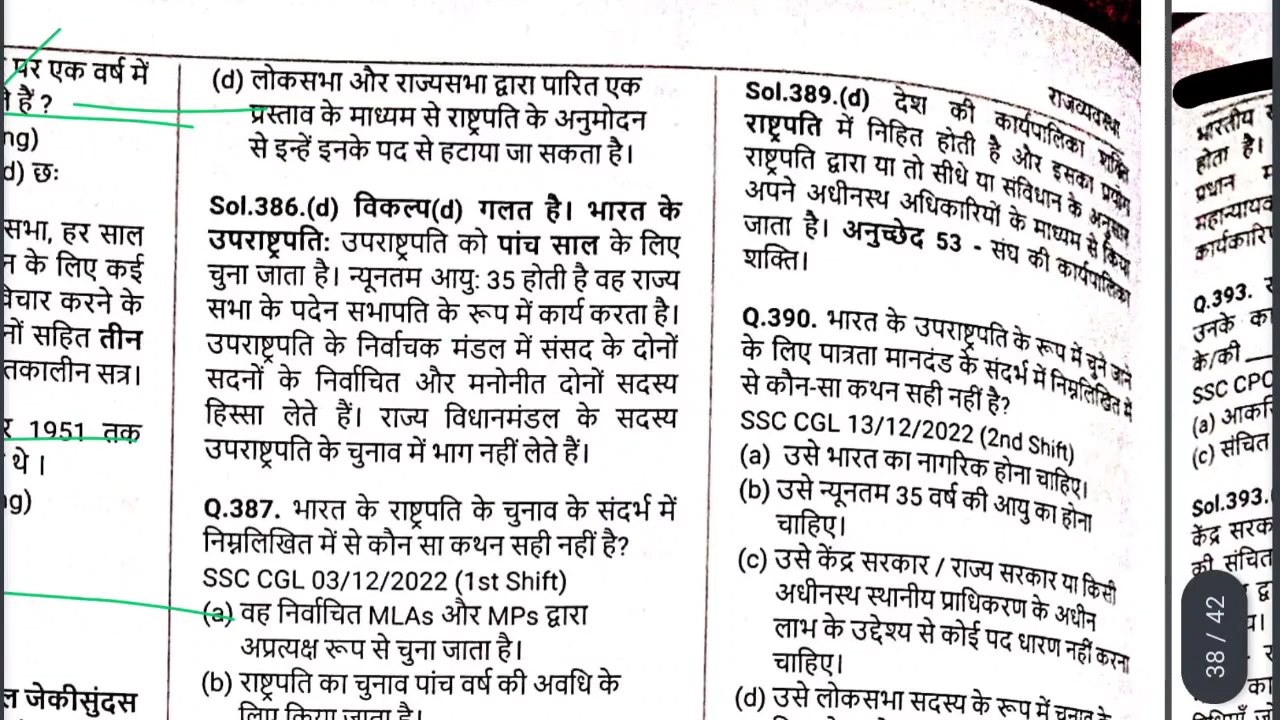 पर एक वर्ष में
हैं?
ng)
d) छः
सभा, हर साल
के लिए कई
विचार करने के
नों सहित तीन
तकालीन सत्र।
1951 तक
थे ।
ng)
ल जेकीसुंदस
(d) लोकसभा और राज्यसभा द्वारा पारित एक
प्रस्ताव के माध्यम से राष्ट्रपति के अनुमोदन
से इन्हें इनके पद से हटाया जा सकता है।
Sol.386.(d) विकल्प(d) गलत है। भारत के
उपराष्ट्रपति: उपराष्ट्रपति को पांच साल के लिए
चुना जाता है। न्यूनतम आयु: 35 होती है वह राज्य
सभा के पदेन सभापति के रूप में कार्य करता है।
उपराष्ट्रपति के निर्वाचक मंडल में संसद के दोनों
सदनों के निर्वाचित और मनोनीत दोनों सदस्य
हिस्सा लेते हैं। राज्य विधानमंडल के सदस्य
उपराष्ट्रपति के चुनाव में भाग नहीं लेते हैं।
Q.387. भारत के राष्ट्रपति के चुनाव के संदर्भ में
निम्नलिखित में से कौन सा कथन सही नहीं है?
SSC CGL 03/12/2022 (1st Shift)
(a) वह निर्वाचित MLAs और MPs द्वारा
अप्रत्यक्ष रूप से चुना जाता है।
(b) राष्ट्रपति का चुनाव पांच वर्ष की अवधि के
लिए किया जाता है।
राजव्यवस्था
Sol.389.(d) देश की कार्यपालिका शक्ति
राष्ट्रपति में निहित होती है और इसका प्रयोग
राष्ट्रपति द्वारा या तो सीधे या संविधान के अनुसार
अपने अधीनस्थ अधिकारियों के माध्यम से किया
जाता है। अनुच्छेद 53 - संघ की कार्यपालिका
शक्ति।
Q.390. भारत के उपराष्ट्रपति के रूप में चुने जाने
के लिए पात्रता मानदंड के संदर्भ में निम्नलिखित में
से कौन-सा कथन सही नहीं है?
SSC CGL 13/12/2022 (2nd Shift)
(a) उसे भारत का नागरिक होना चाहिए।
(b) उसे न्यूनतम 35 वर्ष की आयु का होना
चाहिए।
(c) उसे केंद्र सरकार / राज्य सरकार या किसी
अधीनस्थ स्थानीय प्राधिकरण के अधीन
लाभ के उद्देश्य से कोई पद धारण नहीं करना
चाहिए।
(d) उसे लोकसभा सदस्य के रूप में चुनाव के
भारतीय
होता है।
प्रधान
महान्यायव
कार्यकारि
Q.393.
उनके का
के/की
SSC CPO
(a) आकस्
(c) संचित
Sol.393.
केंद्र सरक
की संचित
38 / 42